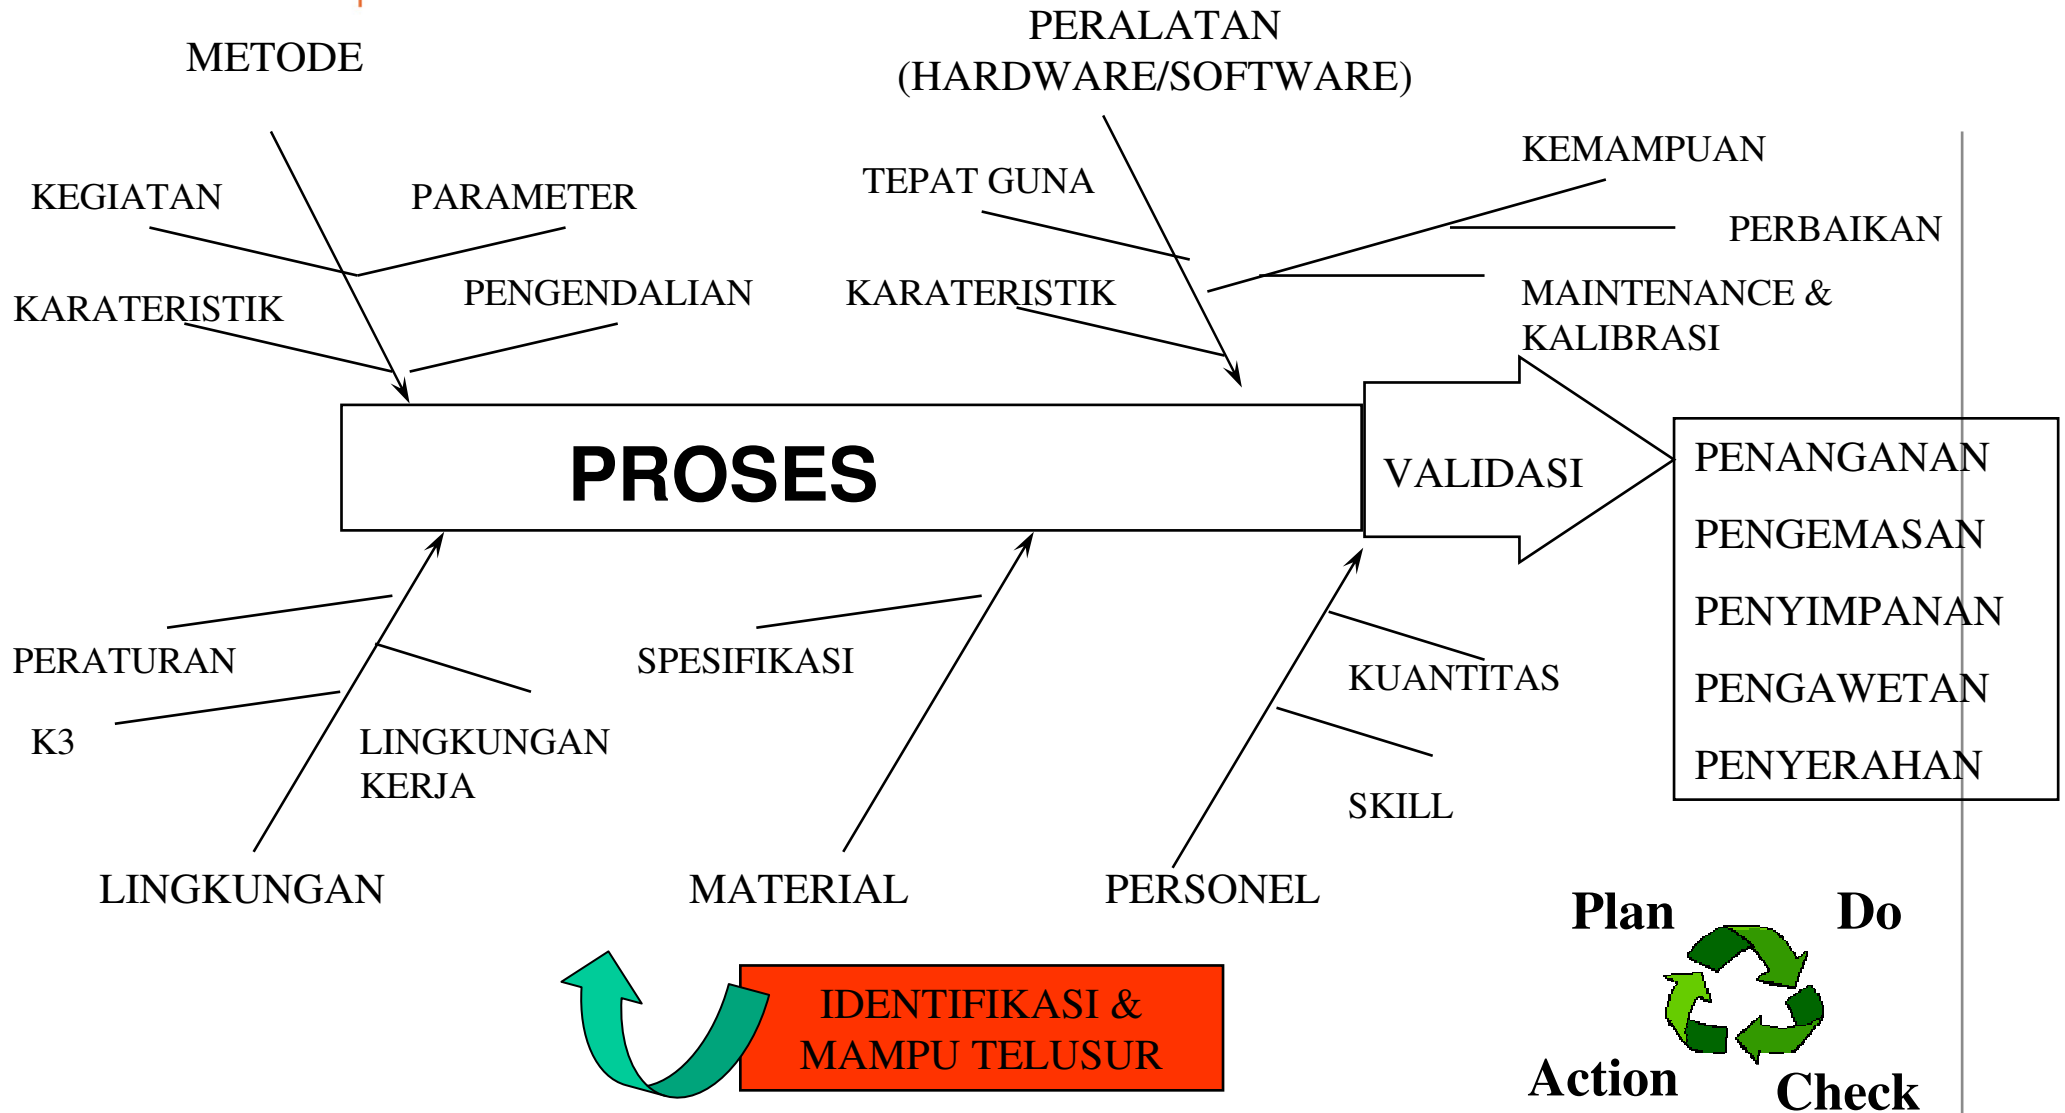 METODE
PERALATAN
(HARDWARE/SOFTWARE)
KEGIATAN
PARAMETER
KARATERISTIK
PENGENDALIAN
TEPAT GUNA
KARATERISTIK
KEMAMPUAN
PERBAIKAN
MAINTENANCE &
KALIBRASI
PROSES
VALIDASI
PENANGANAN
PENGEMASAN
PENYIMPANAN
PENGAWETAN
PENYERAHAN
PERATURAN
K3
LINGKUNGAN
KERJA
SPESIFIKASI
KUANTITAS
SKILL
LINGKUNGAN
MATERIAL
PERSONEL
IDENTIFIKASI &
MAMPU TELUSUR
Plan
Do
Action
Check